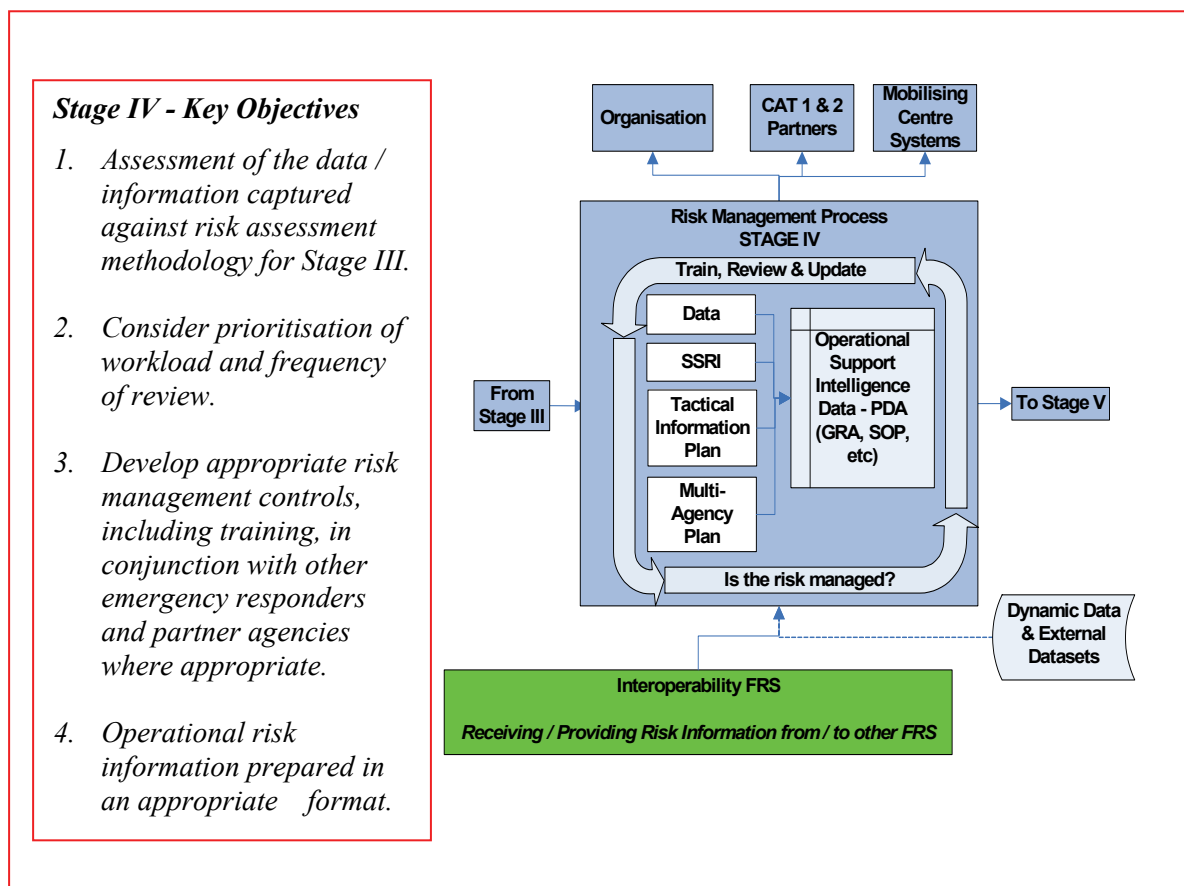 Stage IV - Key Objectives
1. Assessment of the data /
information captured
against risk assessment
methodology for Stage III.
2. Consider prioritisation of
workload and frequency
of review.
3. Develop appropriate risk
management controls,
including training, in
conjunction with other
emergency responders
and partner agencies
where appropriate.
4. Operational risk
information prepared in
an appropriate format.
Organisation
CAT 1 & 2
Partners
Mobilising
Centre
Systems
Risk Management Process
STAGE IV
Train, Review & Update
Data
SSRI
Tactical
Information
Plan
Multi-
Agency
Plan
Operational
Support
Intelligence
Data - PDA
(GRA, SOP,
etc)
From
Stage III
To Stage V
Is the risk managed?
Dynamic Data
& External
Datasets
Interoperability FRS
Receiving / Providing Risk Information from / to other FRS